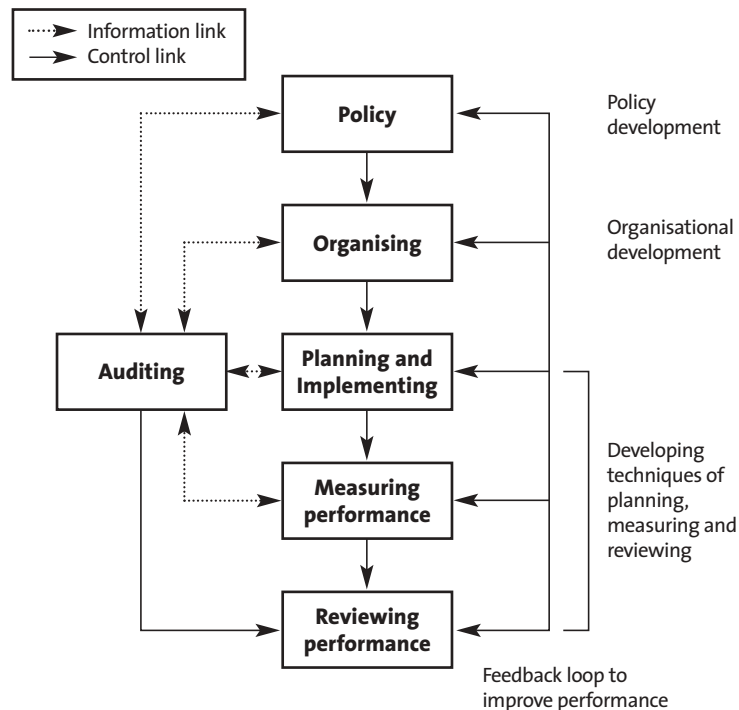 Information link
Control link
Policy
Policy
development
Organising
Organisational
development
Auditing
Planning and
Implementing
Measuring
performance
Developing
techniques of
planning,
measuring and
reviewing
Reviewing
performance
Feedback loop to
improve performance